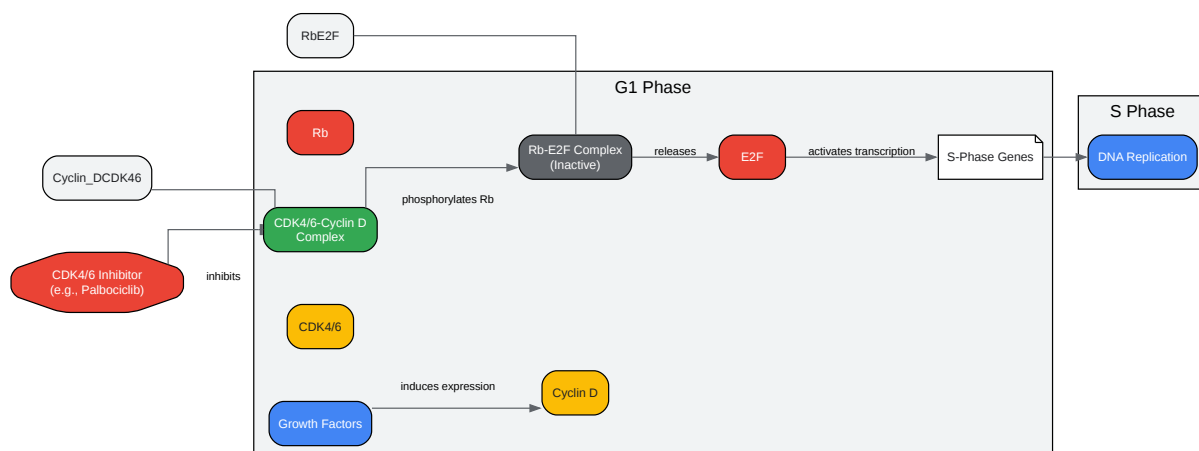 RbE2F
G1 Phase
S Phase
Rb
Rb-E2F Complex
(Inactive)
releases
E2F
activates transcription
S-Phase Genes
DNA Replication
Cyclin_DCDK46
phosphorylates Rb
CDK4/6-Cyclin D
Complex
CDK4/6 Inhibitor
(e.g., Palbociclib)
inhibits
CDK4/6
induces expression
Cyclin D
Growth Factors